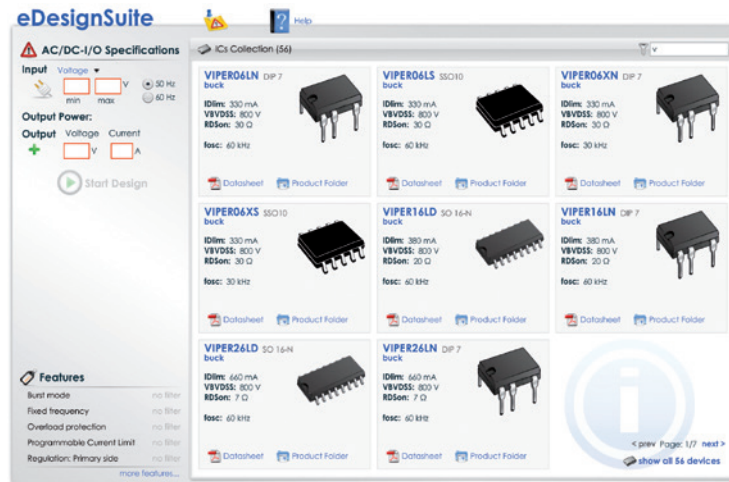 eDesignSuite
Help
AC/DC-I/O Specifications
Input Voltage
V
50 Hz
60 Hz
min max
Output Power:
Output Voltage Current
V A
Start Design
Features
Burst mode no filter
Fixed frequency no filter
Overload protection no filter
Programmable Current Limit no filter
Regulation: Primary side no filter
more features...
ICs Collection (56)
v
VIPER06LN DIP 7
buck
IDlim: 330 mA
VBVDSS: 800 V
RDSon: 30 Ω
fosc: 60 kHz
Datasheet Product Folder
VIPER06LS SSO10
buck
IDlim: 330 mA
VBVDSS: 800 V
RDSon: 30 Ω
fosc: 60 kHz
Datasheet Product Folder
VIPER06XN DIP 7
buck
IDlim: 330 mA
VBVDSS: 800 V
RDSon: 30 Ω
fosc: 30 kHz
Datasheet Product Folder
VIPER06XS SSO10
buck
IDlim: 330 mA
VBVDSS: 800 V
RDSon: 30 Ω
fosc: 30 kHz
Datasheet Product Folder
VIPER16LD SO 16-N
buck
IDlim: 380 mA
VBVDSS: 800 V
RDSon: 20 Ω
fosc: 60 kHz
Datasheet Product Folder
VIPER16LN DIP 7
buck
IDlim: 380 mA
VBVDSS: 800 V
RDSon: 20 Ω
fosc: 60 kHz
Datasheet Product Folder
VIPER26LD SO 16-N
buck
IDlim: 660 mA
VBVDSS: 800 V
RDSon: 7 Ω
fosc: 60 kHz
Datasheet Product Folder
VIPER26LN DIP 7
buck
IDlim: 660 mA
VBVDSS: 800 V
RDSon: 7 Ω
fosc: 60 kHz
Datasheet Product Folder
< prev Page: 1/7 next >
show all 56 devices